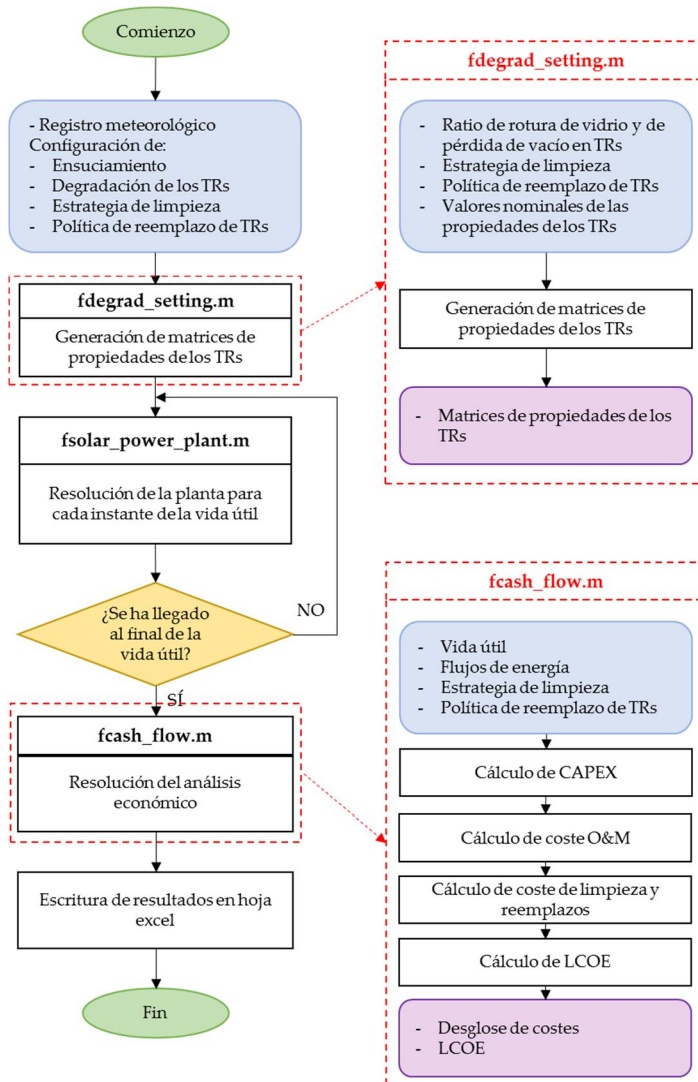 Comienzo
- Registro meteorológico
Configuración de:
- Ensuciamiento
- Degradación de los TRs
- Estrategia de limpieza
- Política de reemplazo de TRs
fdegrad_setting.m
Generación de matrices de
propiedades de los TRs
fsolar_power_plant.m
Resolución de la planta para
cada instante de la vida útil
¿Se ha llegado
al final de la
vida útil?
NO
SÍ
fcash_flow.m
Resolución del análisis
económico
Escritura de resultados en hoja
excel
Fin
fdegrad_setting.m
- Ratio de rotura de vidrio y de
pérdida de vacío en TRs
- Estrategia de limpieza
- Política de reemplazo de TRs
- Valores nominales de las
propiedades de los TRs
Generación de matrices de
propiedades de los TRs
- Matrices de propiedades de los
TRs
fcash_flow.m
- Vida útil
- Flujos de energía
- Estrategia de limpieza
- Política de reemplazo de TRs
Cálculo de CAPEX
Cálculo de coste O&M
Cálculo de coste de limpieza y
reemplazos
Cálculo de LCOE
- Desglose de costes
- LCOE